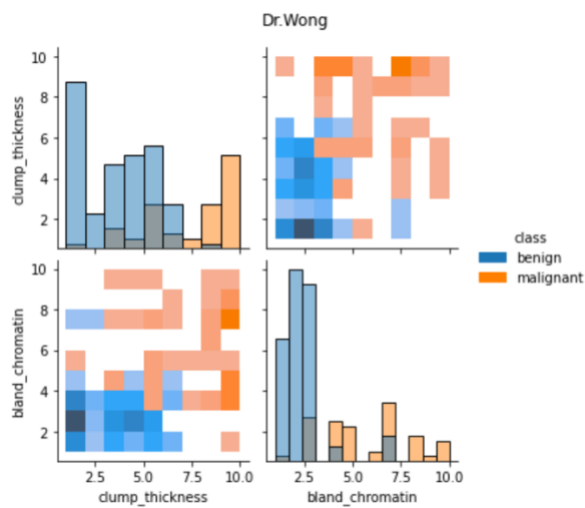 Dr.Wong
10
8
6
4
2
clump_thickness
class
benign
malignant
10
8
6
4
2
bland_chromatin
2.5 5.0 7.5 10.0
2.5 5.0 7.5 10.0
clump_thickness
bland_chromatin